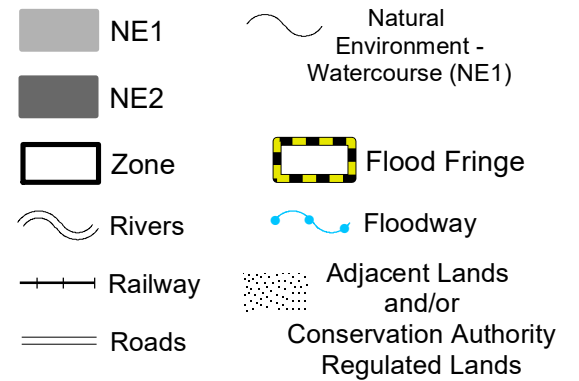 NE1
NE2
Zone
Rivers
Railway
Roads
Natural
Environment -
Watercourse (NE1)
Flood Fringe
Floodway
Adjacent Lands
and/or
Conservation Authority
Regulated Lands